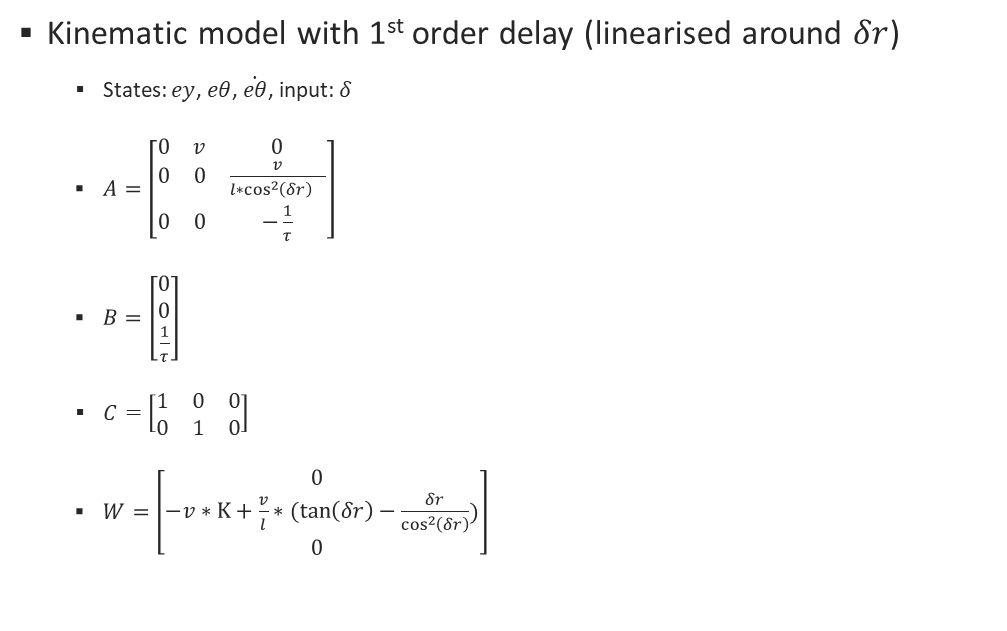 ▪ Kinematic model with 1st order delay (linearised around δr)
▪ States: ey, eθ, eθ̇, input: δ
▪ A = [0 v 0
0 0 v/(l∗cos²(δr))
0 0 −1/τ]
▪ B = [0
0
1/τ]
▪ C = [1 0 0
0 1 0]
▪ W = [0
−v ∗ K + v/l ∗ (tan(δr) − δr/cos²(δr))
0]